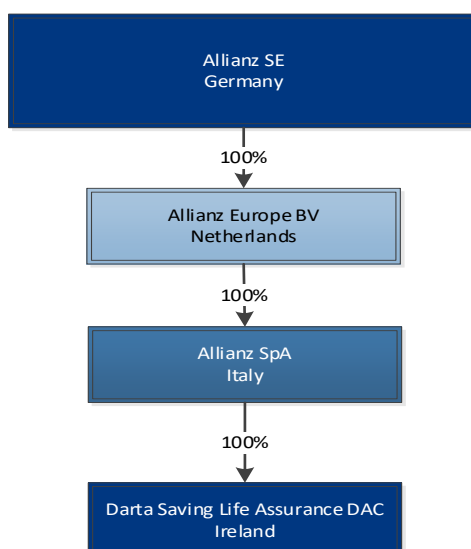 Allianz SE
Germany
100%
Allianz Europe BV
Netherlands
100%
Allianz SpA
Italy
100%
Darta Saving Life Assurance DAC
Ireland